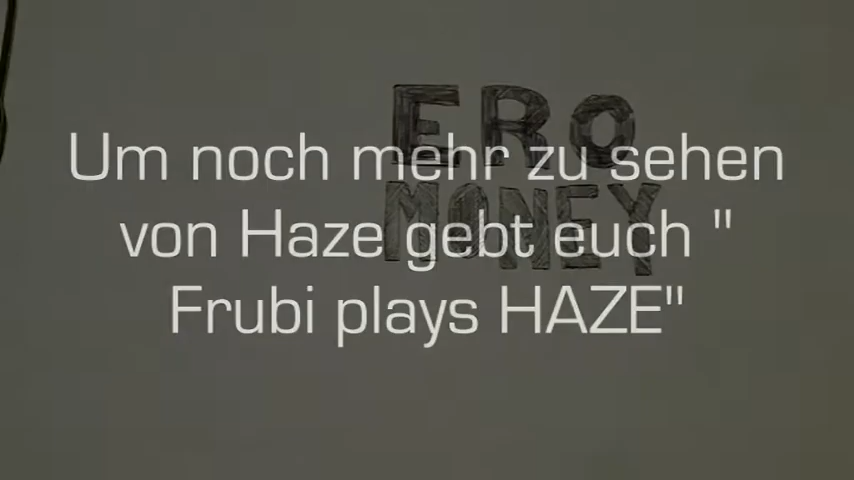 ERO
MONEY
Um noch mehr zu sehen
von Haze gebt euch "
Frubi plays HAZE"